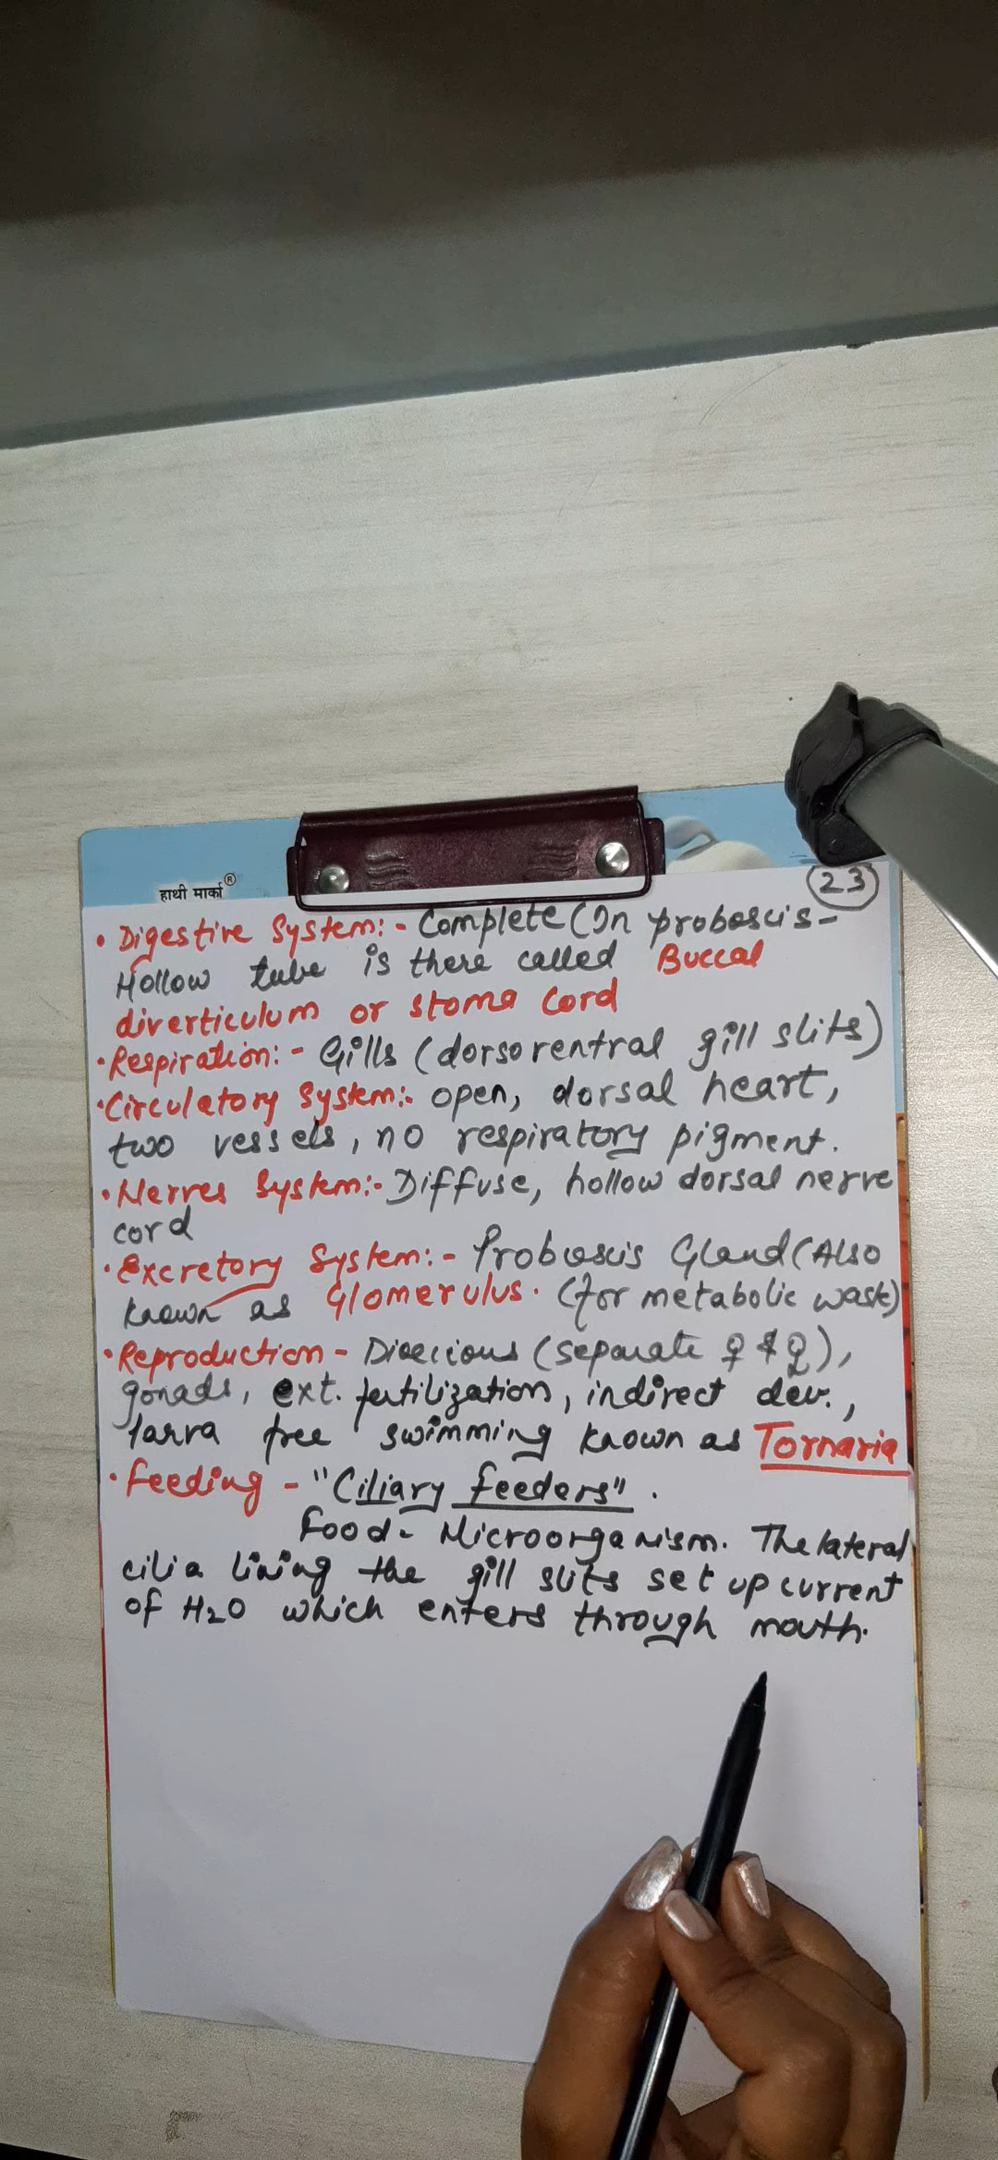 हाथी मार्का ®
23
• Digestive System:- Complete (In proboscis-
Hollow tube is there called Buccal
diverticulum or stomo cord
• Respiration:- Gills (dorsorentral gill slits)
• Circulatory System:- open, dorsal heart,
two vessels, no respiratory pigment.
• Nerves System:- Diffuse, hollow dorsal nerve
cord
• Excretory System:- Proboscis Gland (Also
known as Glomerulus. (for metabolic waste)
• Reproduction - Dioecious (separate ♀ & ♀),
gonads, ext. fertilization, indirect dev.,
larva free swimming known as Tornaria
• Feeding - "Ciliary feeders".
Food- Microorganism. The lateral
cilia lining the gill slits set up current
of H2O which enters through mouth.